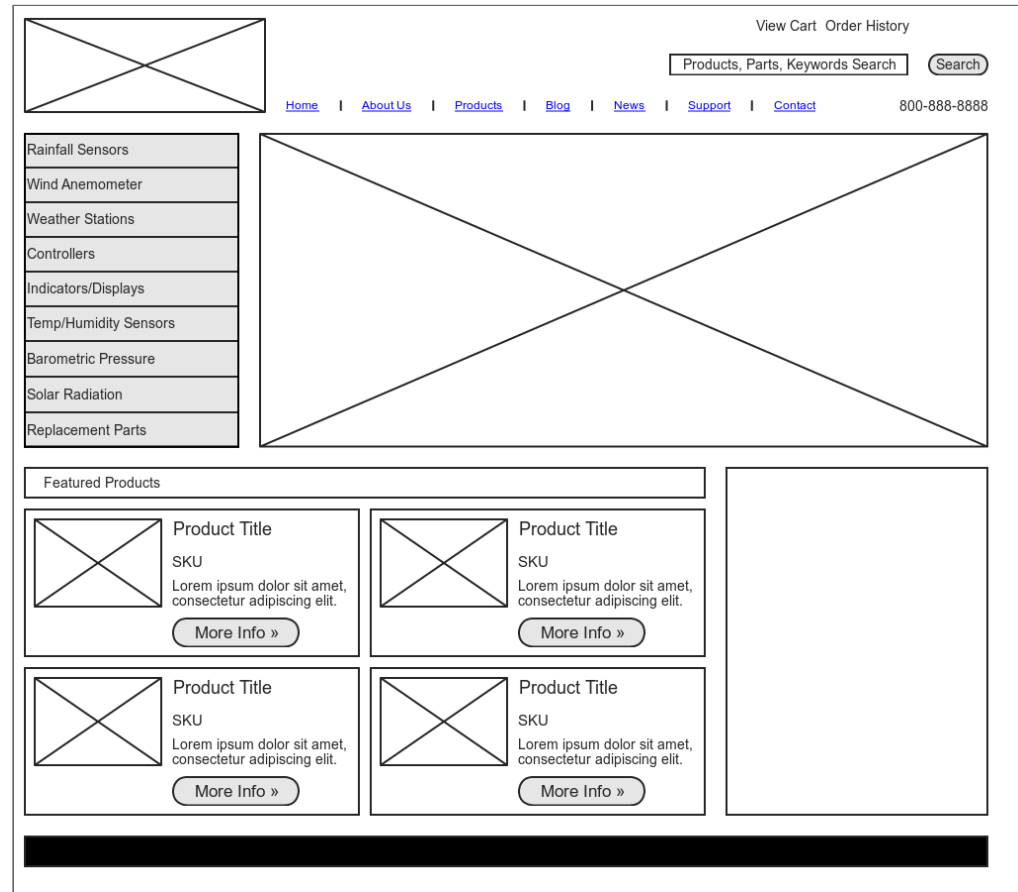 View Cart Order History
Products, Parts, Keywords Search Search
Home I About Us I Products I Blog I News I Support I Contact 800-888-8888
Rainfall Sensors
Wind Anemometer
Weather Stations
Controllers
Indicators/Displays
Temp/Humidity Sensors
Barometric Pressure
Solar Radiation
Replacement Parts
Featured Products
Product Title
SKU
Lorem ipsum dolor sit amet,
consectetur adipiscing elit.
More Info »
Product Title
SKU
Lorem ipsum dolor sit amet,
consectetur adipiscing elit.
More Info »
Product Title
SKU
Lorem ipsum dolor sit amet,
consectetur adipiscing elit.
More Info »
Product Title
SKU
Lorem ipsum dolor sit amet,
consectetur adipiscing elit.
More Info »